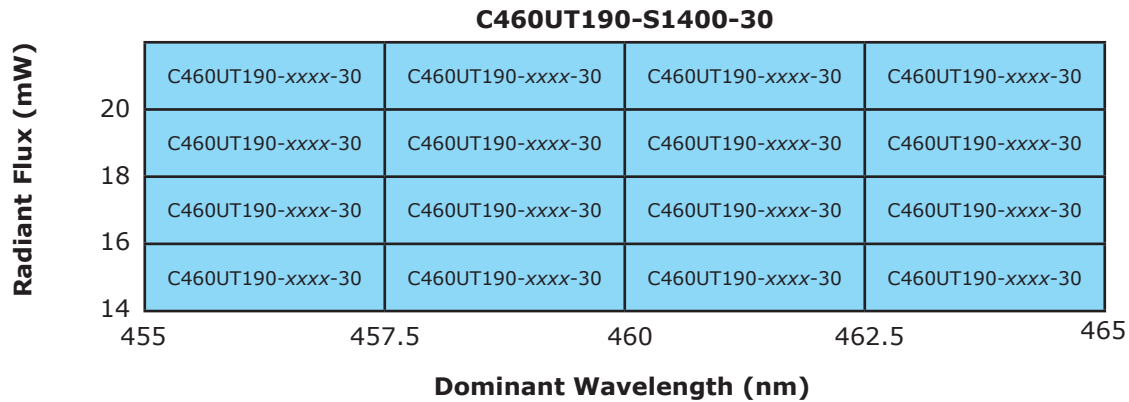 C460UT190-S1400-30
Radiant Flux (mW)
C460UT190-xxxx-30 C460UT190-xxxx-30 C460UT190-xxxx-30 C460UT190-xxxx-30
20
C460UT190-xxxx-30 C460UT190-xxxx-30 C460UT190-xxxx-30 C460UT190-xxxx-30
18
C460UT190-xxxx-30 C460UT190-xxxx-30 C460UT190-xxxx-30 C460UT190-xxxx-30
16
C460UT190-xxxx-30 C460UT190-xxxx-30 C460UT190-xxxx-30 C460UT190-xxxx-30
14
455 457.5 460 462.5 465
Dominant Wavelength (nm)